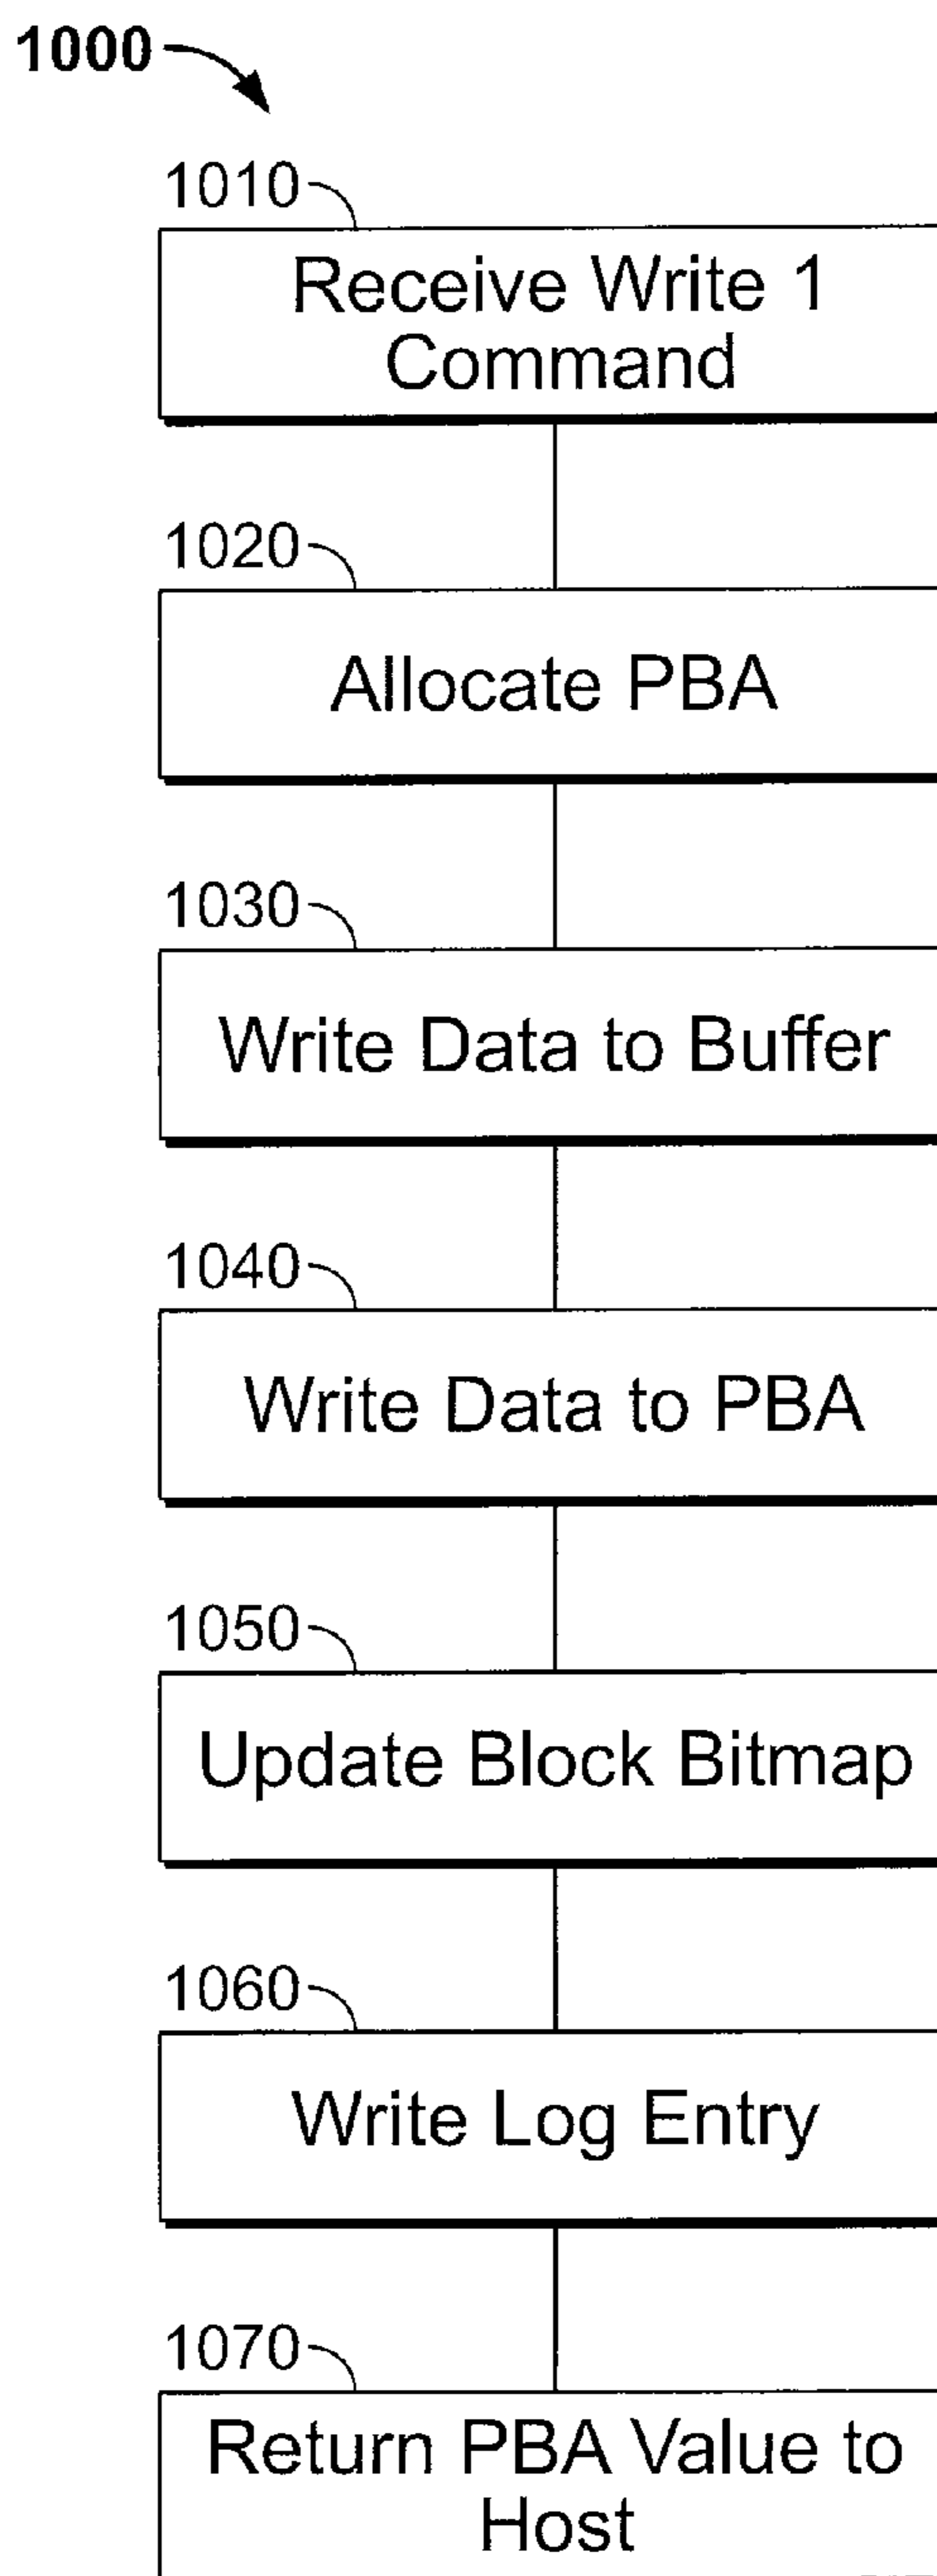 1000
1010
Receive Write 1
Command
1020
Allocate PBA
1030
Write Data to Buffer
1040
Write Data to PBA
1050
Update Block Bitmap
1060
Write Log Entry
1070
Return PBA Value to
Host